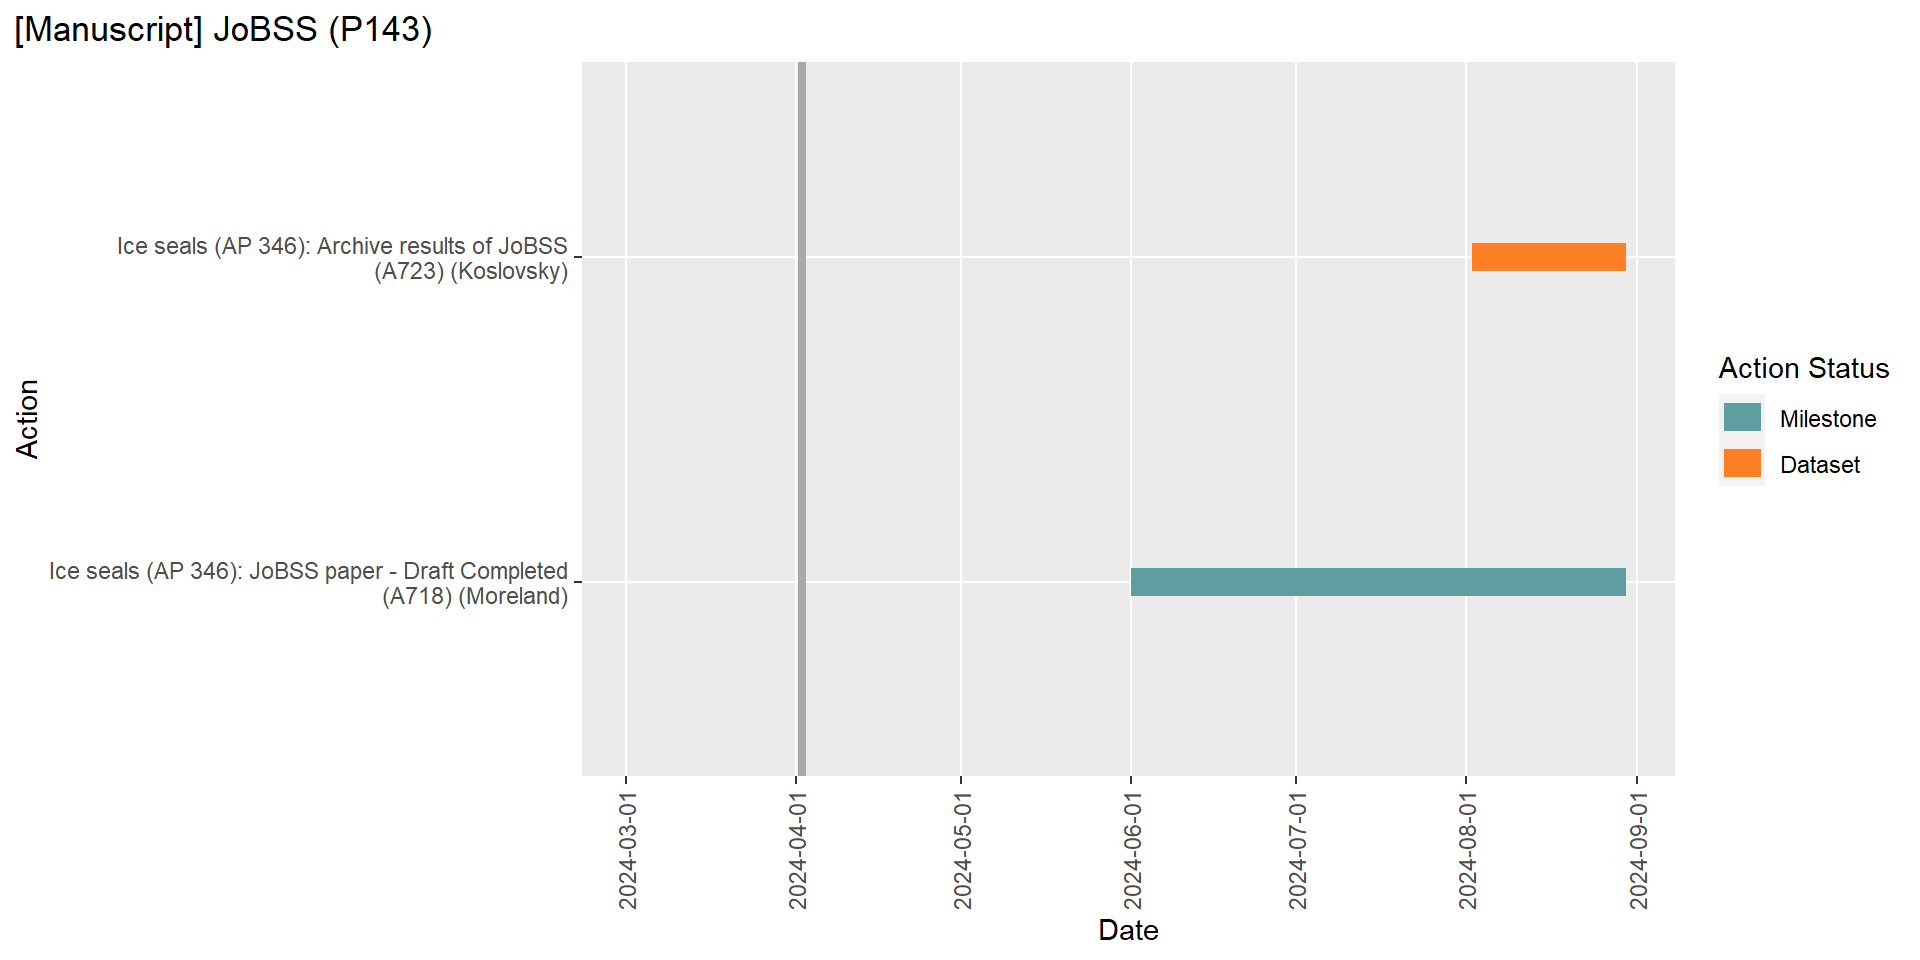 [Manuscript] JoBSS (P143)
Ice seals (AP 346): Archive results of JoBSS
(A723) (Koslovsky)
Ice seals (AP 346): JoBSS paper - Draft Completed
(A718) (Moreland)
Action
2024-03-01
2024-04-01
2024-05-01
2024-06-01
2024-07-01
2024-08-01
2024-09-01
Date
Action Status
Milestone
Dataset